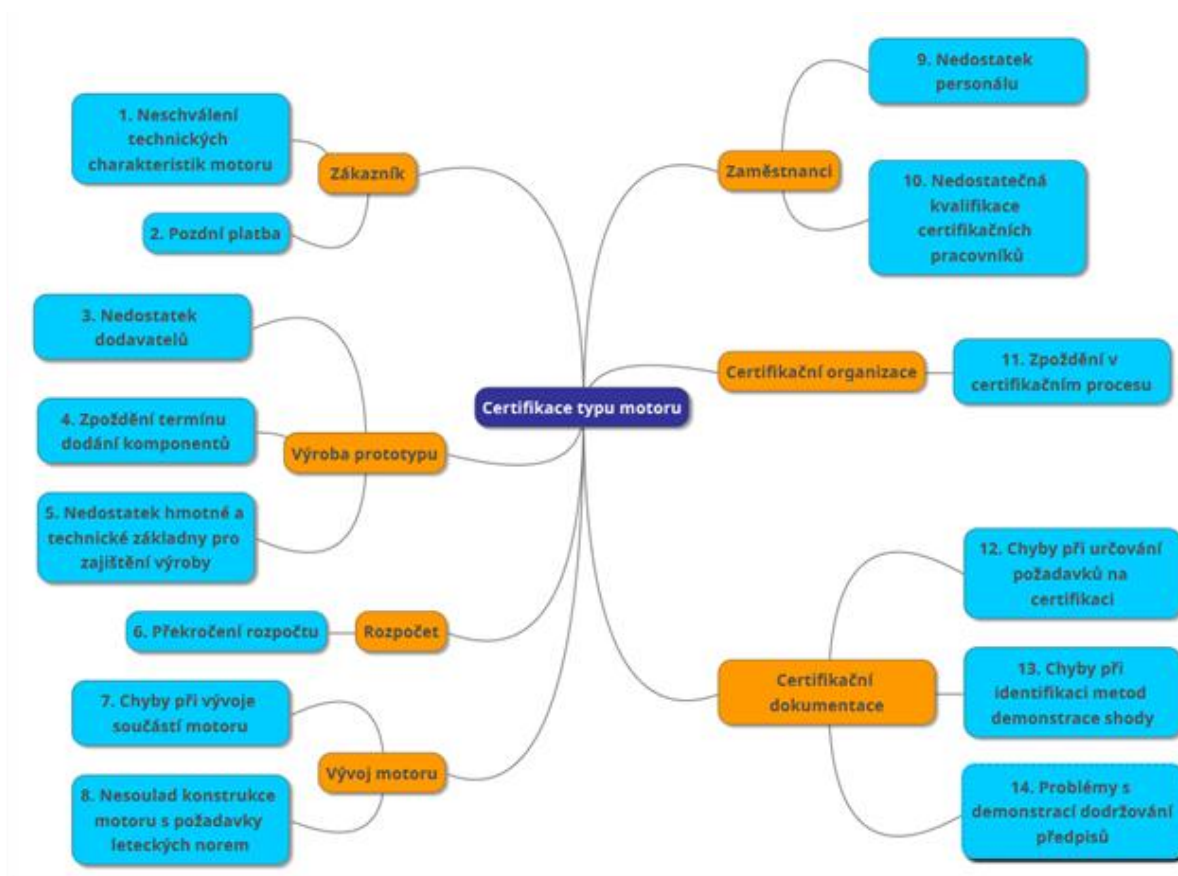 1. Neschválení
technických
charakteristik motoru
Zákazník
2. Pozdní platba
3. Nedostatek
dodavatelů
4. Zpoždění termínu
dodání komponentů
Výroba prototypu
5. Nedostatek hmotné a
technické základny pro
zajištění výroby
6. Překročení rozpočtu
Rozpočet
7. Chyby při vývoje
součástí motoru
Vývoj motoru
8. Nesoulad konstrukce
motoru s požadavky
leteckých norem
Certifikace typu motoru
9. Nedostatek
personálu
Zaměstnanci
10. Nedostatečná
kvalifikace
certifikačních
pracovníků
Certifikační organizace
11. Zpoždění v
certifikačním procesu
12. Chyby při určování
požadavků na
certifikaci
Certifikační
dokumentace
13. Chyby při
identifikaci metod
demonstrace shody
14. Problémy s
demonstrací dodržování
předpisů